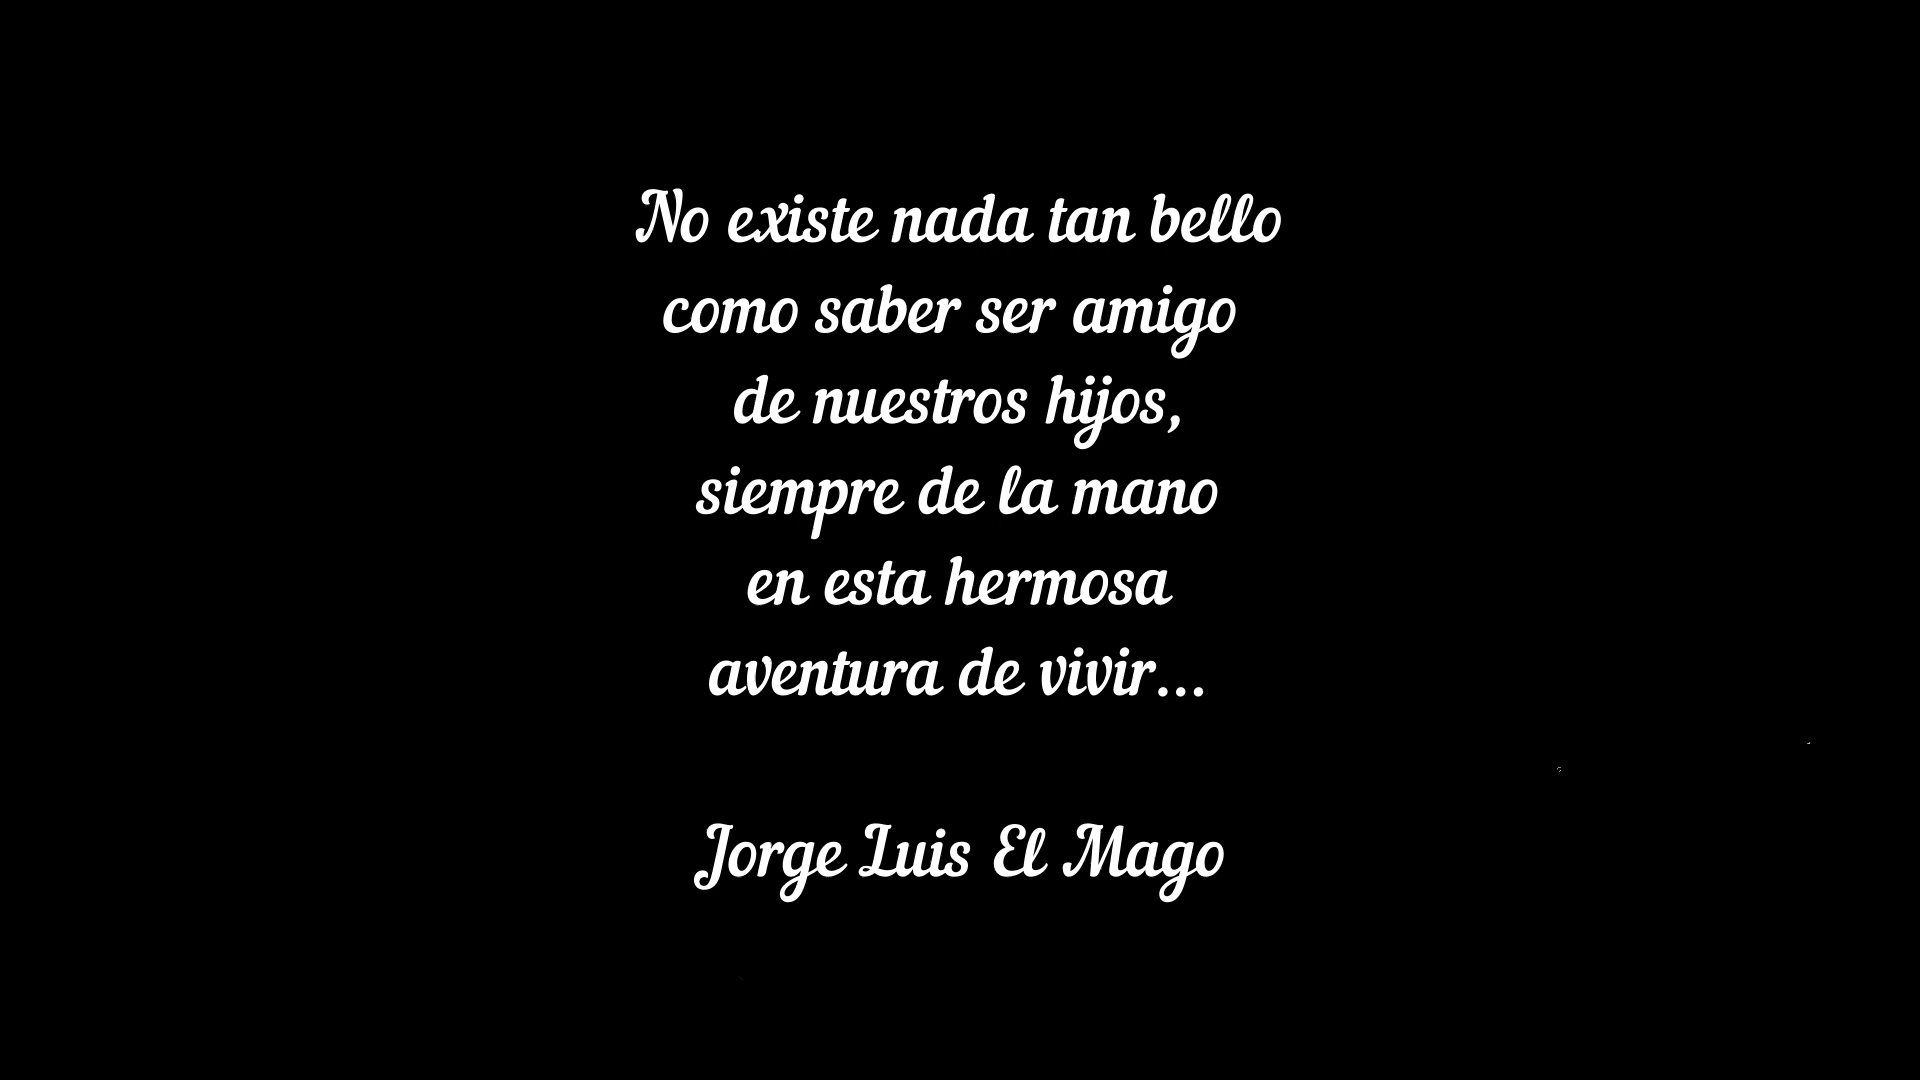 No existe nada tan bello
como saber ser amigo
de nuestros hijos,
siempre de la mano
en esta hermosa
aventura de vivir...
Jorge Luis El Mago